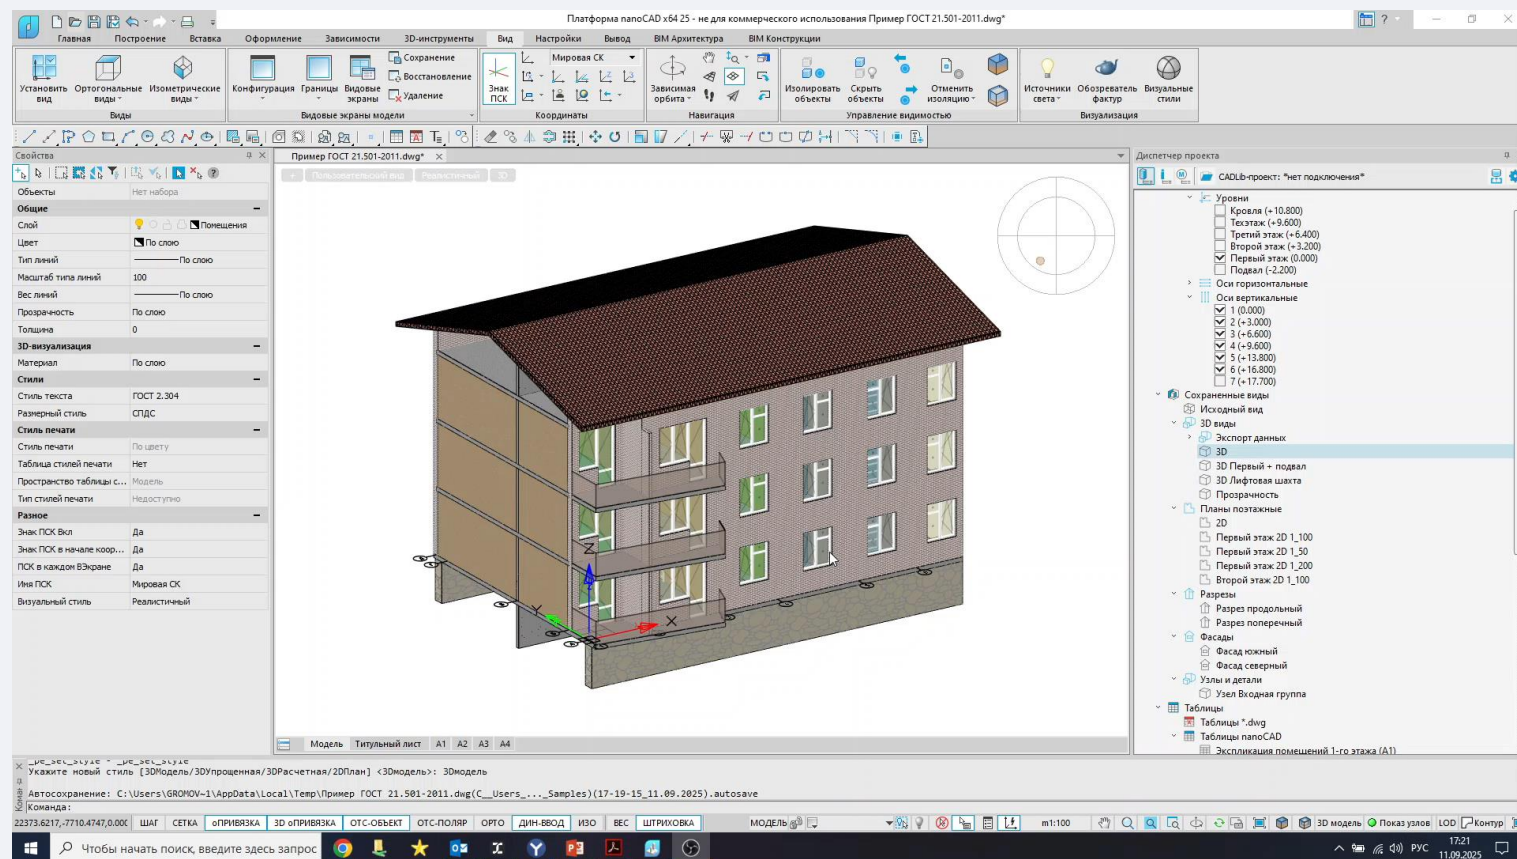 Платформа nanoCAD x64 25 - не для коммерческого использования Пример ГОСТ 21.501-2011.dwg*
Главная Построение Вставка Оформление Зависимости 3D-инструменты Вид Настройки Вывод BIM Архитектура BIM Конструкции
Установить вид
Ортогональные виды
Изометрические виды
Виды
Конфигурация
Границы
Видовые экраны
Сохранение
Восстановление
Удаление
Видовые экраны модели
Знак ПСК
Мировая СК
Координаты
Зависимая орбита
Навигация
Изолировать объекты
Скрыть объекты
Отменить изоляцию
Управление видимостью
Источники света
Обозреватель фактур
Визуальные стили
Визуализация
Свойства
Объекты Нет набора
Общие
Слой Помещения
Цвет По слою
Тип линий По слою
Масштаб типа линий 100
Вес линий По слою
Прозрачность По слою
Толщина 0
3D-визуализация
Материал По слою
Стили
Стиль текста ГОСТ 2.304
Размерный стиль СПДС
Стиль печати
Стиль печати По цвету
Таблица стилей печати Нет
Пространство таблицы с... Модель
Тип стилей печати Недоступно
Разное
Знак ПСК Вкл Да
Знак ПСК в начале коор... Да
ПСК в каждом ВЭкране Да
Имя ПСК Мировая СК
Визуальный стиль Реалистичный
Пример ГОСТ 21.501-2011.dwg*
+ Пользовательский вид Реалистичный 3D
Z
Y
X
Модель Титульный лист А1 А2 А3 А4
Диспетчер проекта
CADLib-проект: *нет подключения*
Уровни
Кровля (+10.800)
Техэтаж (+9.600)
Третий этаж (+6.400)
Второй этаж (+3.200)
Первый этаж (0.000)
Подвал (-2.200)
Оси горизонтальные
Оси вертикальные
1 (0.000)
2 (+3.000)
3 (+6.600)
4 (+9.600)
5 (+13.800)
6 (+16.800)
7 (+17.700)
Сохраненные виды
Исходный вид
3D виды
Экспорт данных
3D
3D Первый + подвал
3D Лифтовая шахта
Прозрачность
Планы поэтажные
2D
Первый этаж 2D 1_100
Первый этаж 2D 1_50
Первый этаж 2D 1_200
Второй этаж 2D 1_100
Разрезы
Разрез продольный
Разрез поперечный
Фасады
Фасад южный
Фасад северный
Узлы и детали
Узел Входная группа
Таблицы
Таблицы *.dwg
Таблицы nanoCAD
Экспликация помещений 1-го этажа (А1)
_pe_set_style - _pe_set_style
Укажите новый стиль [3DМодель/3DУпрощенная/3DРасчетная/2DПлан] <3Dмодель>: 3Dмодель
Автосохранение: C:\Users\GROMOV~1\AppData\Local\Temp\Пример ГОСТ 21.501-2011.dwg(C__Users_..._Samples)(17-19-15_11.09.2025).autosave
Команда:
22373.6217,-7710.4747,0.000 ШАГ СЕТКА оПРИВЯЗКА 3D оПРИВЯЗКА ОТС-ОБЪЕКТ ОТС-ПОЛЯР ОРТО ДИН-ВВОД ИЗО ВЕС ШТРИХОВКА МОДЕЛЬ m1:100 3D модель Показ узлов LOD Контур
Чтобы начать поиск, введите здесь запрос
РУС
17:21
11.09.2025